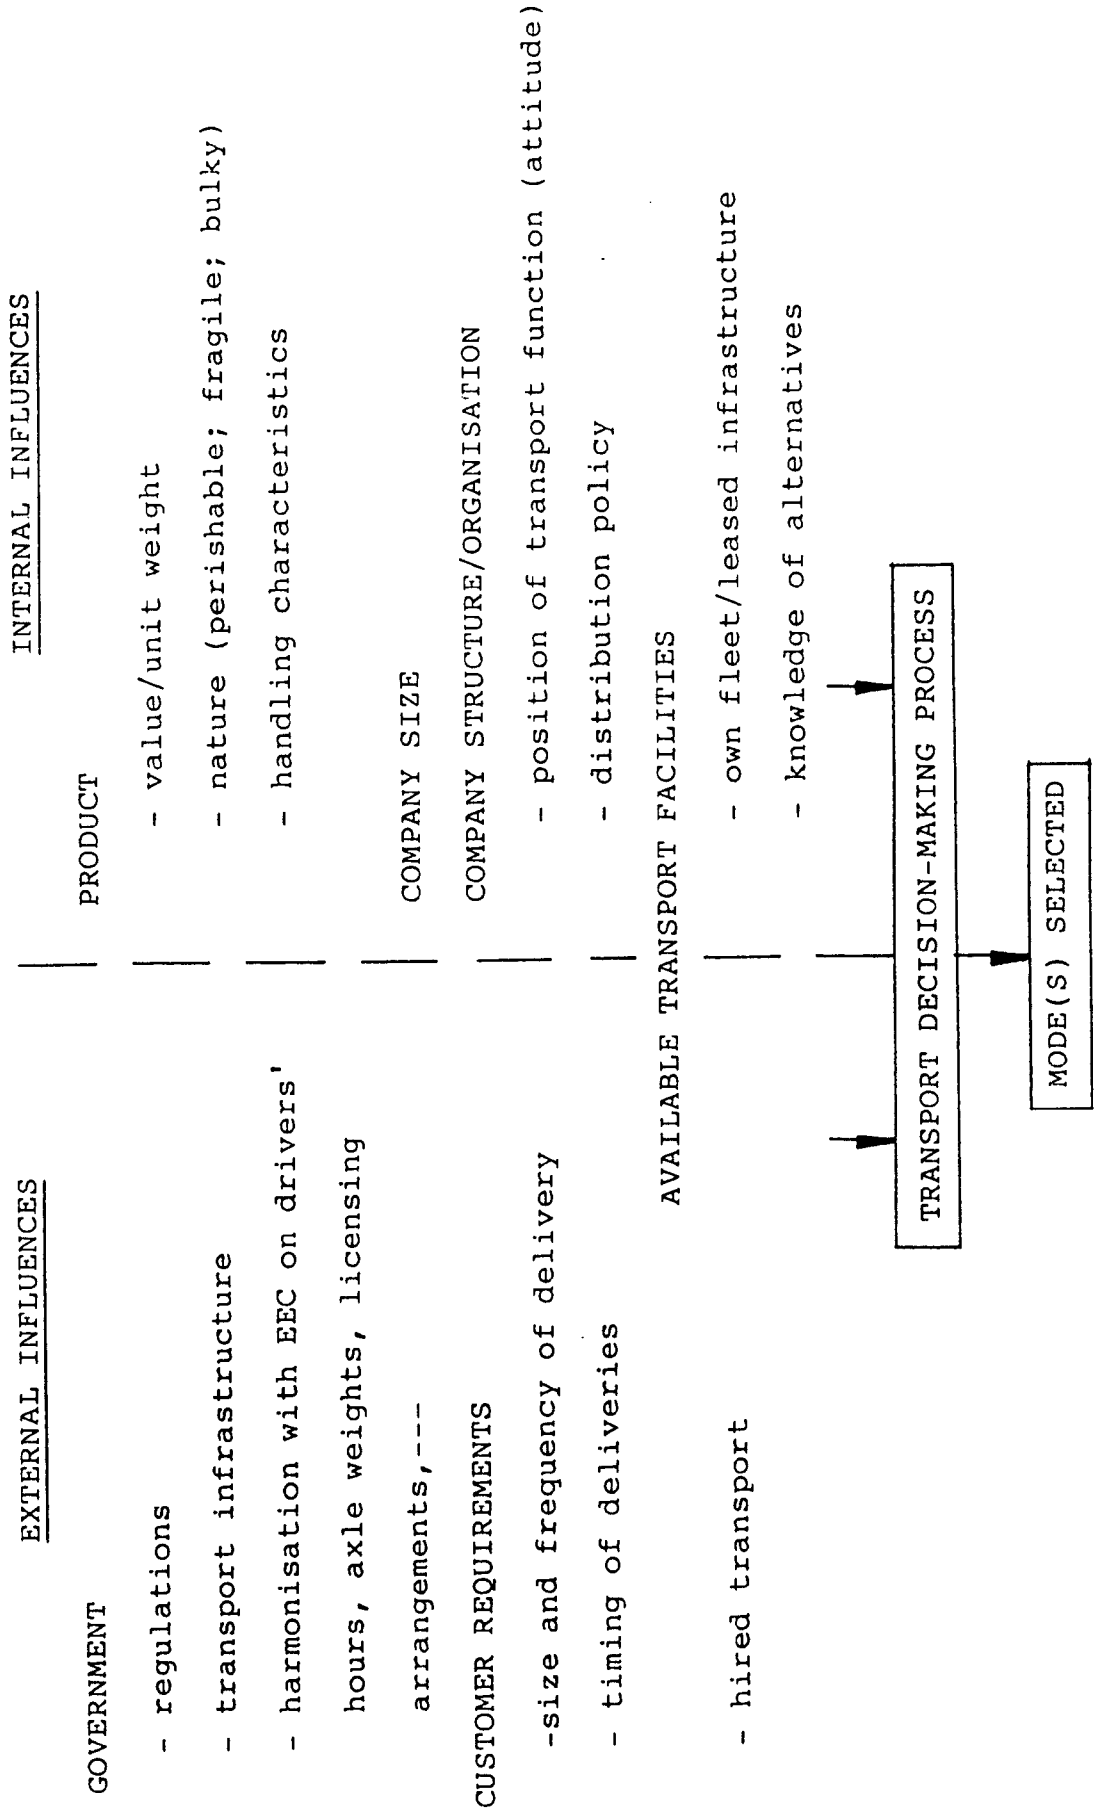 EXTERNAL INFLUENCES
GOVERNMENT
- regulations
- transport infrastructure
- harmonisation with EEC on drivers'
hours, axle weights, licensing
arrangements,---
CUSTOMER REQUIREMENTS
-size and frequency of delivery
- timing of deliveries
INTERNAL INFLUENCES
PRODUCT
- value/unit weight
- nature (perishable; fragile; bulky)
- handling characteristics
COMPANY SIZE
COMPANY STRUCTURE/ORGANISATION
- position of transport function (attitude)
- distribution policy
AVAILABLE TRANSPORT FACILITIES
- hired transport
- own fleet/leased infrastructure
- knowledge of alternatives
TRANSPORT DECISION-MAKING PROCESS
MODE(S) SELECTED